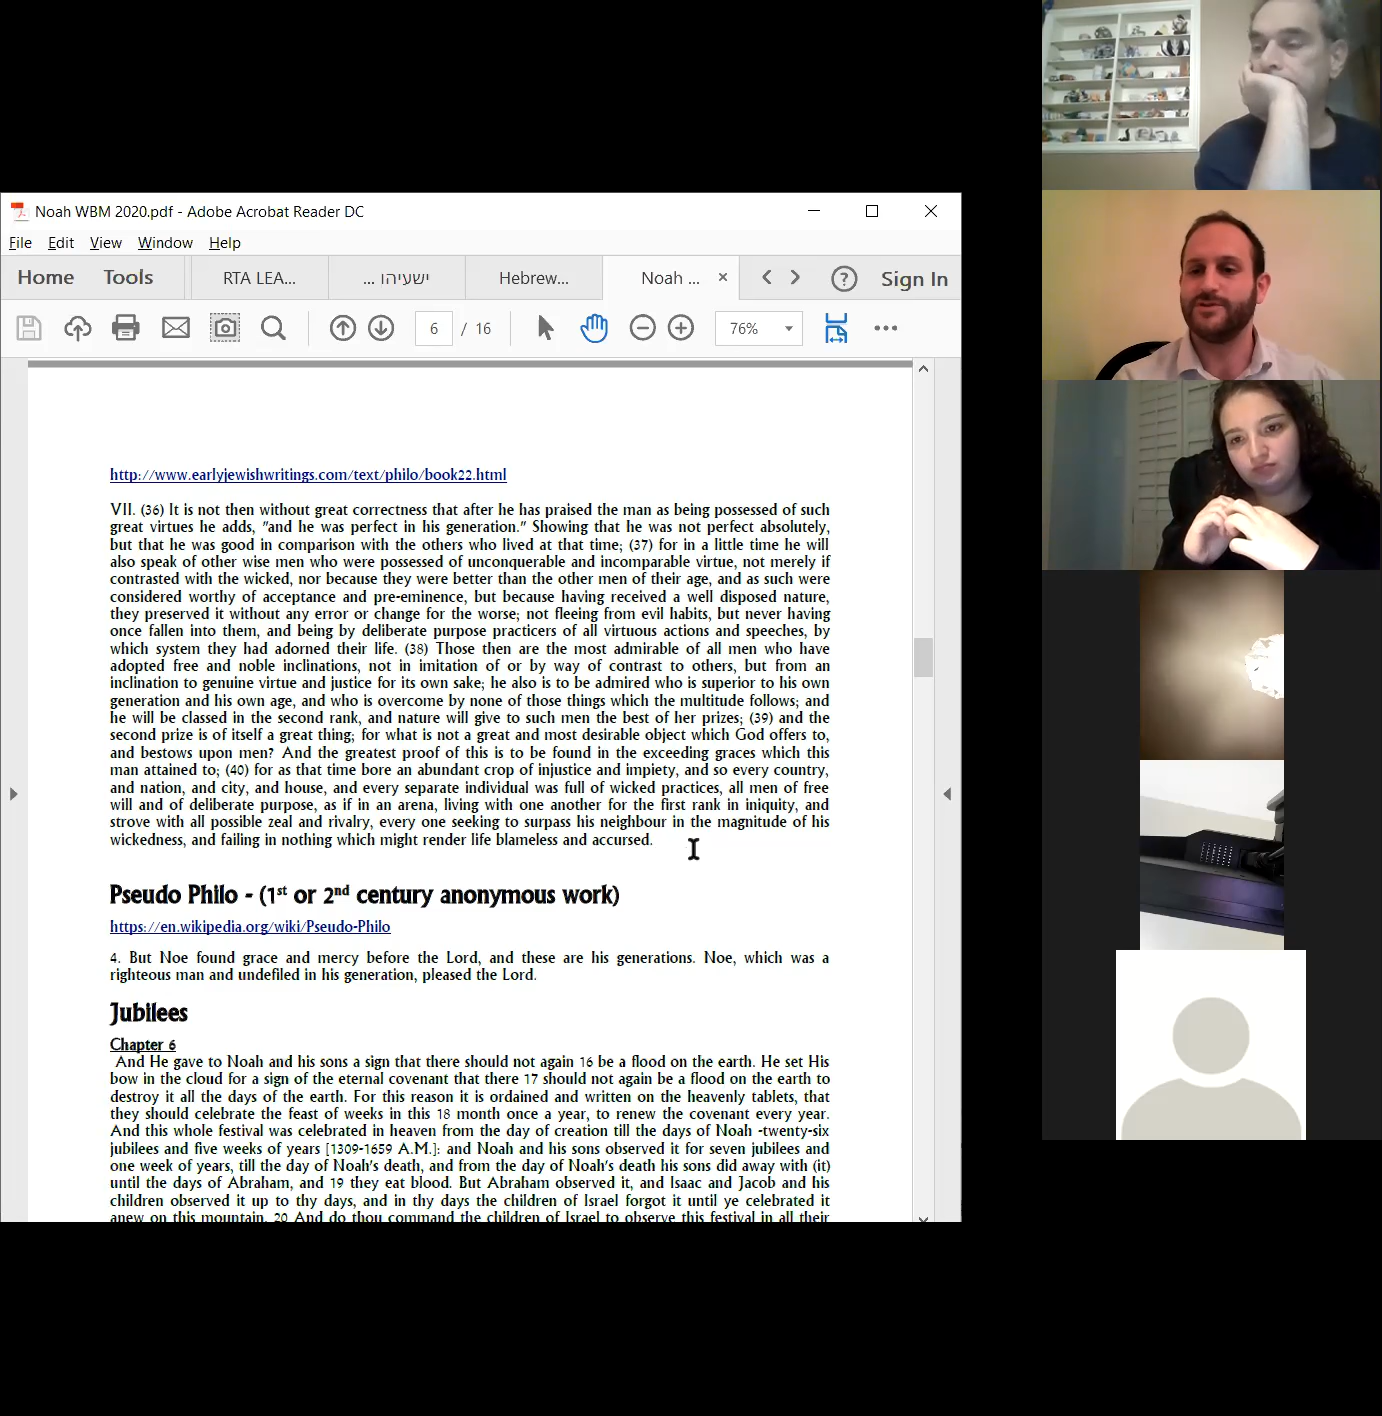 Noah WBM 2020.pdf - Adobe Acrobat Reader DC
File Edit View Window Help
Home Tools RTA LEA... ישעיהו ... Hebrew... Noah ... × Sign In
6 / 16 76%
http://www.earlyjewishwritings.com/text/philo/book22.html
VII. (36) It is not then without great correctness that after he has praised the man as being possessed of such
great virtues he adds, "and he was perfect in his generation." Showing that he was not perfect absolutely,
but that he was good in comparison with the others who lived at that time; (37) for in a little time he will
also speak of other wise men who were possessed of unconquerable and incomparable virtue, not merely if
contrasted with the wicked, nor because they were better than the other men of their age, and as such were
considered worthy of acceptance and pre-eminence, but because having received a well disposed nature,
they preserved it without any error or change for the worse; not fleeing from evil habits, but never having
once fallen into them, and being by deliberate purpose practicers of all virtuous actions and speeches, by
which system they had adorned their life. (38) Those then are the most admirable of all men who have
adopted free and noble inclinations, not in imitation of or by way of contrast to others, but from an
inclination to genuine virtue and justice for its own sake; he also is to be admired who is superior to his own
generation and his own age, and who is overcome by none of those things which the multitude follows; and
he will be classed in the second rank, and nature will give to such men the best of her prizes; (39) and the
second prize is of itself a great thing; for what is not a great and most desirable object which God offers to,
and bestows upon men? And the greatest proof of this is to be found in the exceeding graces which this
man attained to; (40) for as that time bore an abundant crop of injustice and impiety, and so every country,
and nation, and city, and house, and every separate individual was full of wicked practices, all men of free
will and of deliberate purpose, as if in an arena, living with one another for the first rank in iniquity, and
strove with all possible zeal and rivalry, every one seeking to surpass his neighbour in the magnitude of his
wickedness, and failing in nothing which might render life blameless and accursed.
Pseudo Philo - (1st or 2nd century anonymous work)
https://en.wikipedia.org/wiki/Pseudo-Philo
4. But Noe found grace and mercy before the Lord, and these are his generations. Noe, which was a
righteous man and undefiled in his generation, pleased the Lord.
Jubilees
Chapter 6
And He gave to Noah and his sons a sign that there should not again 16 be a flood on the earth. He set His
bow in the cloud for a sign of the eternal covenant that there 17 should not again be a flood on the earth to
destroy it all the days of the earth. For this reason it is ordained and written on the heavenly tablets, that
they should celebrate the feast of weeks in this 18 month once a year, to renew the covenant every year.
And this whole festival was celebrated in heaven from the day of creation till the days of Noah -twenty-six
jubilees and five weeks of years [1309-1659 A.M.]: and Noah and his sons observed it for seven jubilees and
one week of years, till the day of Noah's death, and from the day of Noah's death his sons did away with (it)
until the days of Abraham, and 19 they eat blood. But Abraham observed it, and Isaac and Jacob and his
children observed it up to thy days, and in thy days the children of Israel forgot it until ye celebrated it
anew on this mountain. 20 And do thou command the children of Israel to observe this festival in all their